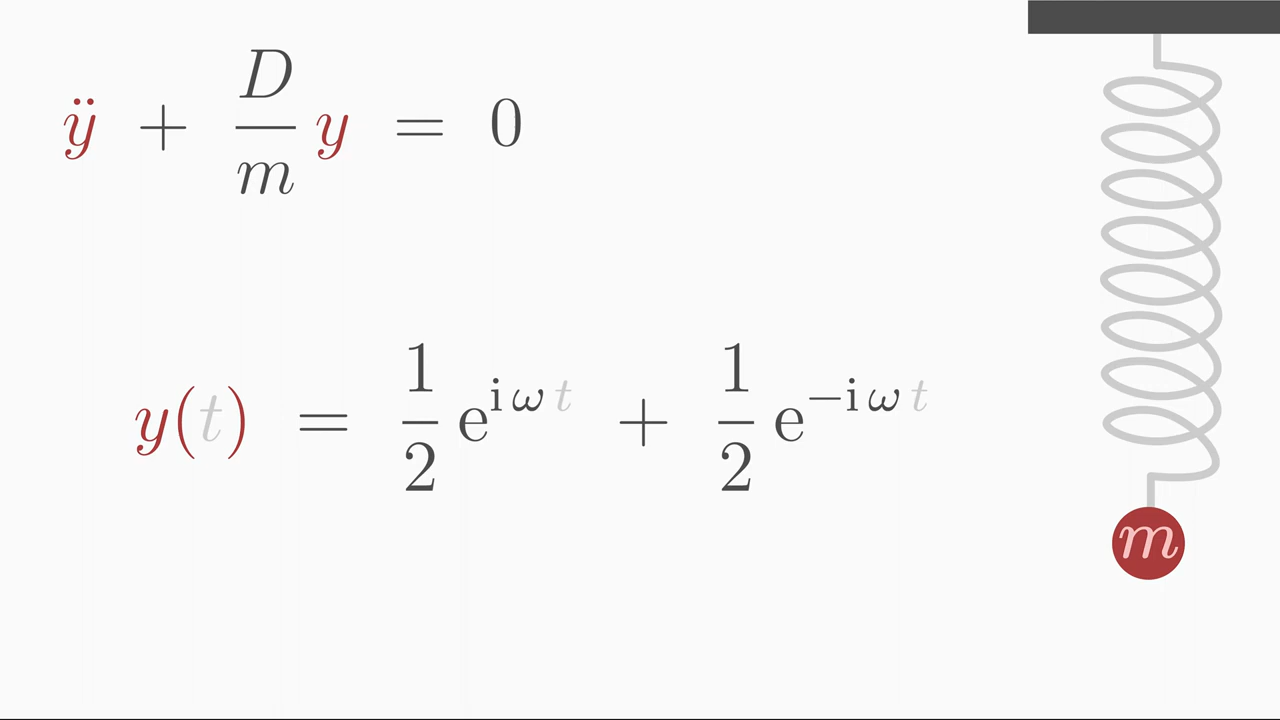 ÿ + D/m y = 0
y(t) = 1/2 e^{iωt} + 1/2 e^{−iωt}
m